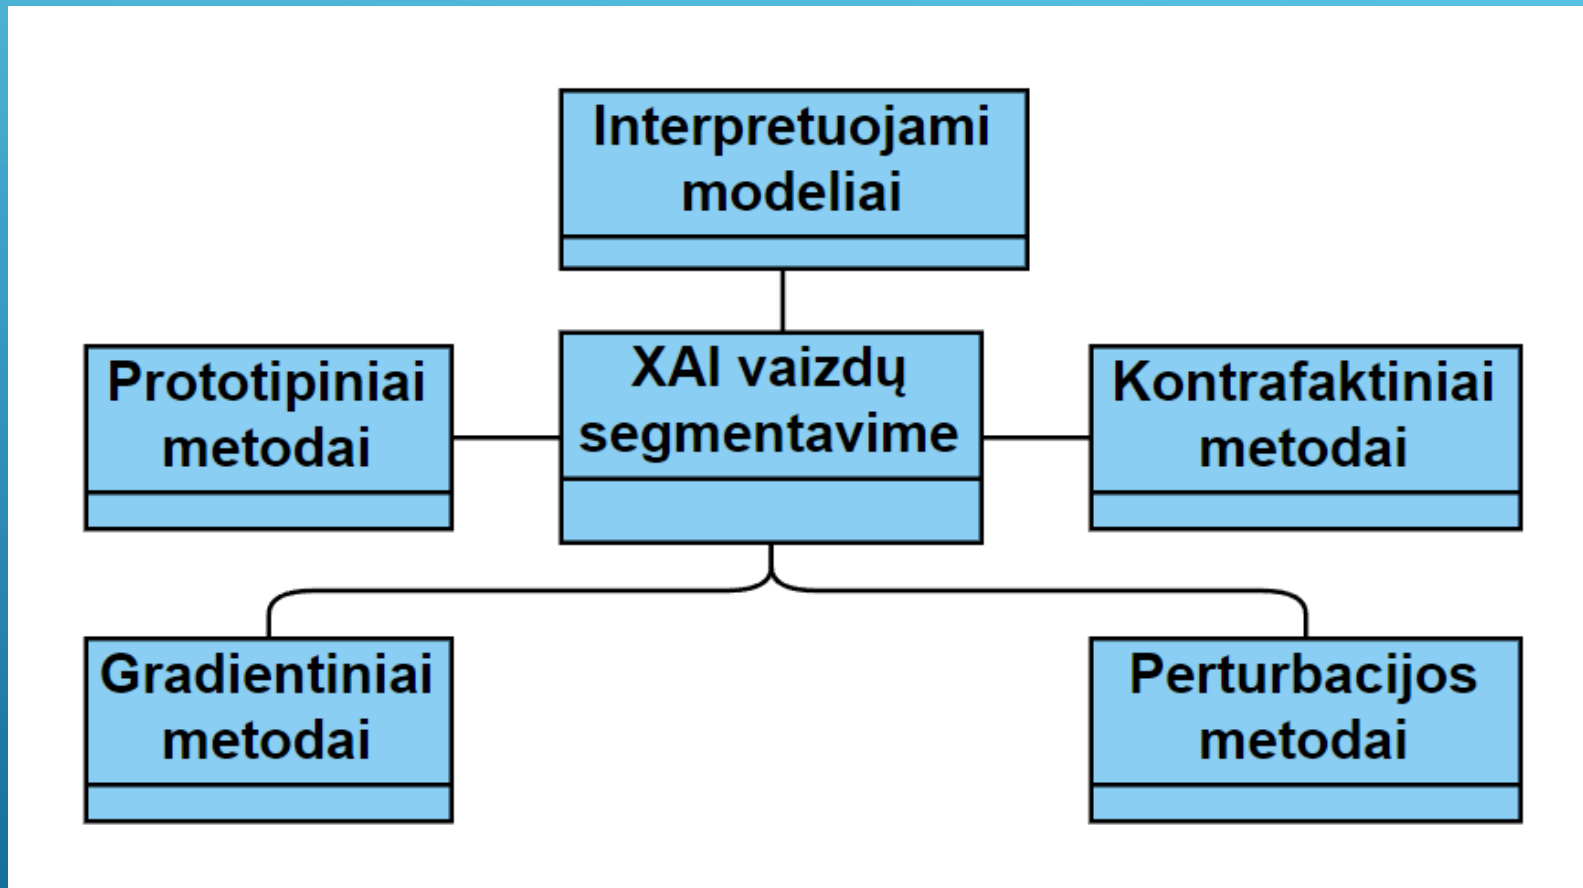 Interpretuojami
modeliai
Prototipiniai
metodai
XAI vaizdų
segmentavime
Kontrafaktiniai
metodai
Gradientiniai
metodai
Perturbacijos
metodai